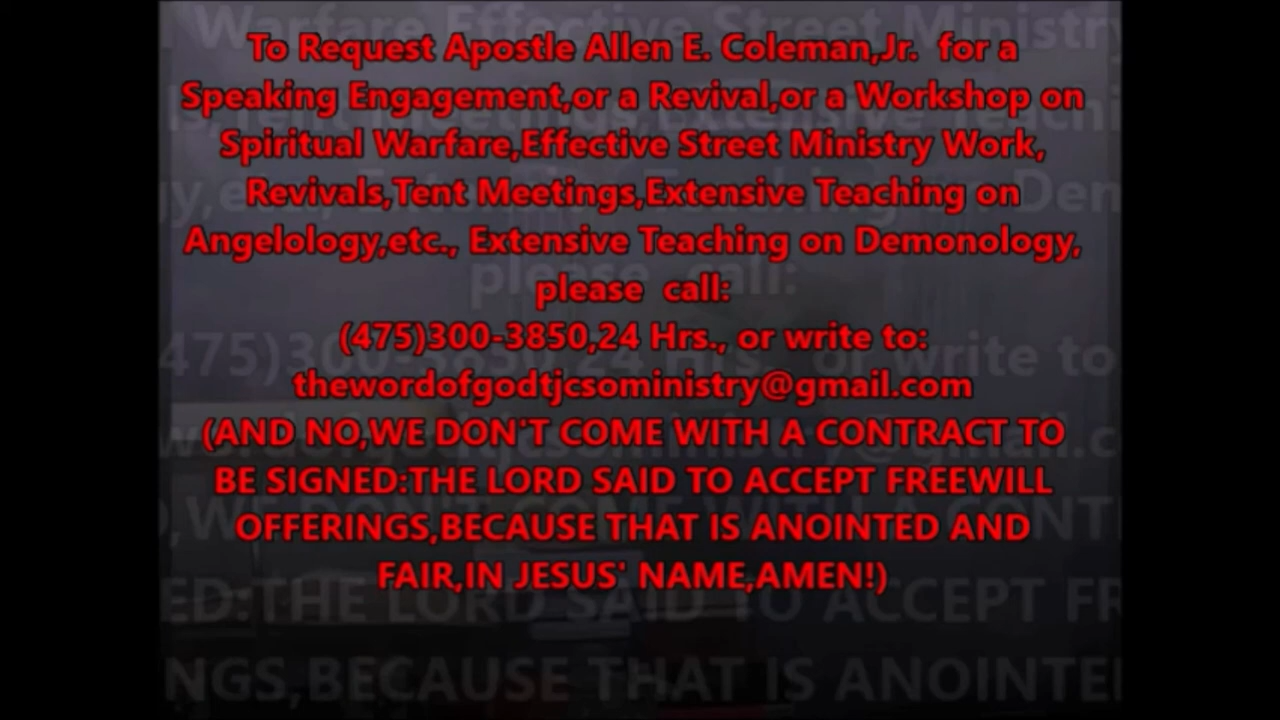 To Request Apostle Allen E. Coleman,Jr.  for a
Speaking Engagement,or a Revival,or a Workshop on
Spiritual Warfare,Effective Street Ministry Work,
Revivals,Tent Meetings,Extensive Teaching on
Angelology,etc., Extensive Teaching on Demonology,
please  call:
(475)300-3850,24 Hrs., or write to:
thewordofgodtjcsoministry@gmail.com
(AND NO,WE DON'T COME WITH A CONTRACT TO
BE SIGNED:THE LORD SAID TO ACCEPT FREEWILL
OFFERINGS,BECAUSE THAT IS ANOINTED AND
FAIR,IN JESUS' NAME,AMEN!)